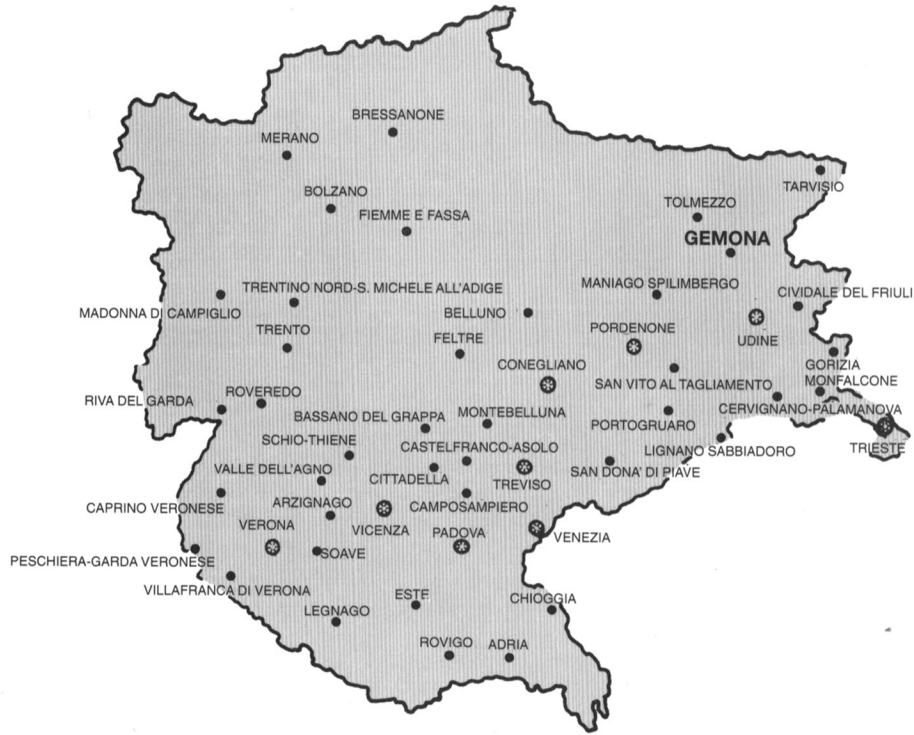 BRESSANONE
MERANO
TARVISIO
BOLZANO
TOLMEZZO
FIEMME E FASSA
GEMONA
MANIAGO SPILIMBERGO
TRENTINO NORD-S. MICHELE ALL'ADIGE
CIVIDALE DEL FRIULI
MADONNA DI CAMPIGLIO
BELLUNO
TRENTO
PORDENONE
FELTRE
UDINE
CONEGLIANO
GORIZIA
SAN VITO AL TAGLIAMENTO
MONFALCONE
ROVEREDO
RIVA DEL GARDA
BASSANO DEL GRAPPA
MONTEBELLUNA
CERVIGNANO-PALAMANOVA
PORTOGRUARO
SCHIO-THIENE
CASTELFRANCO-ASOLO
LIGNANO SABBIADORO
TRIESTE
VALLE DELL'AGNO
CITTADELLA
TREVISO
SAN DONA' DI PIAVE
ARZIGNAGO
CAMPOSAMPIERO
CAPRINO VERONESE
VERONA
VICENZA
PADOVA
VENEZIA
SOAVE
PESCHIERA-GARDA VERONESE
VILLAFRANCA DI VERONA
ESTE
CHIOGGIA
LEGNAGO
ROVIGO
ADRIA